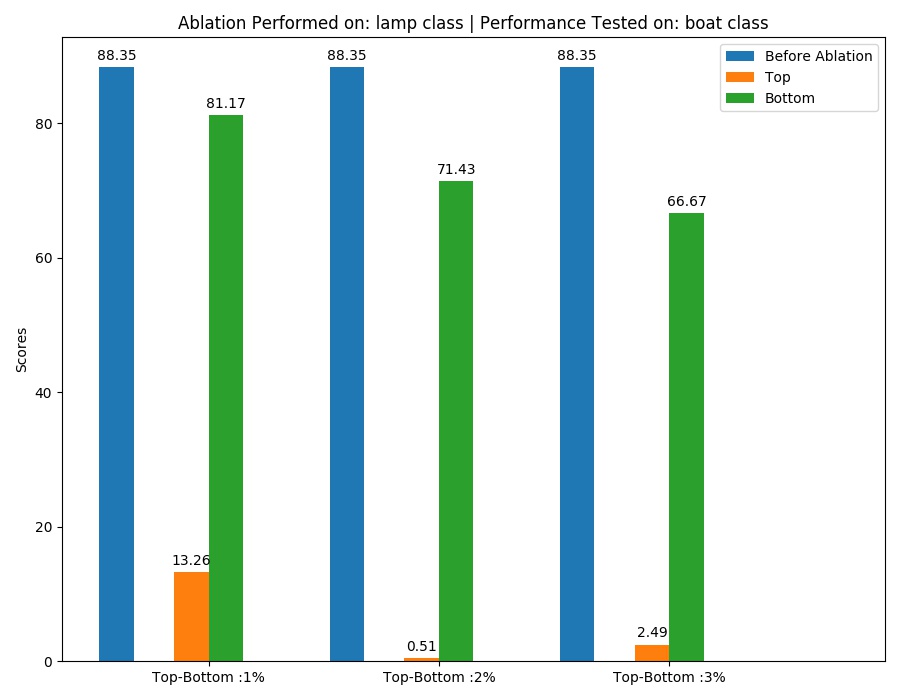 Ablation Performed on: lamp class | Performance Tested on: boat class
Before Ablation
Top
Bottom
88.35
88.35
88.35
81.17
71.43
66.67
13.26
0.51
2.49
Scores
80
60
40
20
0
Top-Bottom :1%
Top-Bottom :2%
Top-Bottom :3%